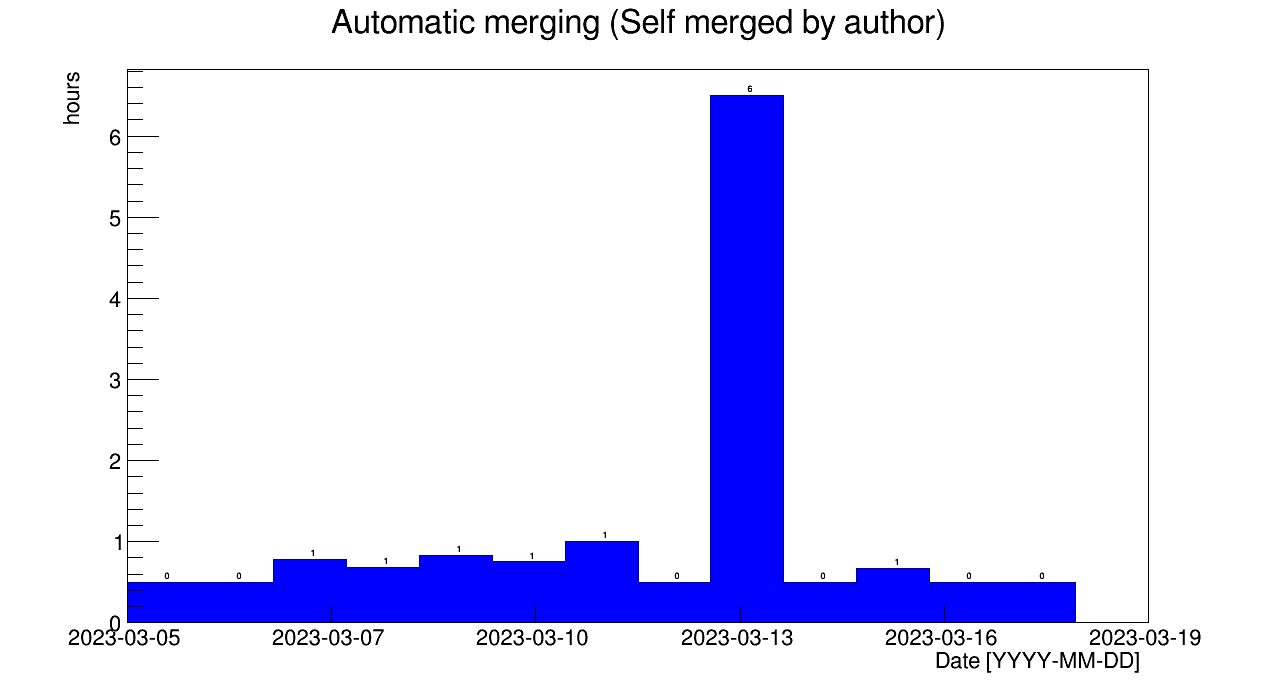 Automatic merging (Self merged by author)
hours
6
6
5
4
3
2
1
0
0 0 1 1 1 1 1 0 0 1 0 0
2023-03-05 2023-03-07 2023-03-10 2023-03-13 2023-03-16 2023-03-19
Date [YYYY-MM-DD]